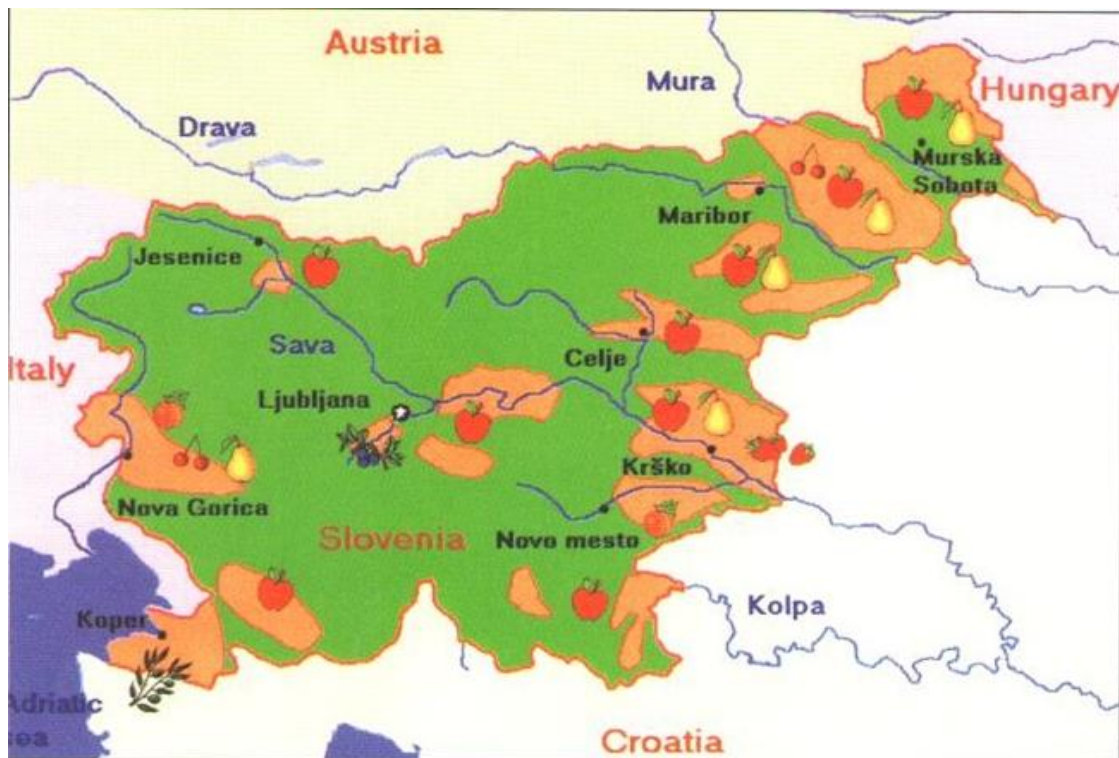 Austria
Mura
Hungary
Drava
Murska
Sobota
Maribor
Jesenice
Sava
Italy
Celje
Ljubljana
Krško
Nova Gorica
Slovenia
Novo mesto
Koper
Kolpa
Adriatic
sea
Croatia